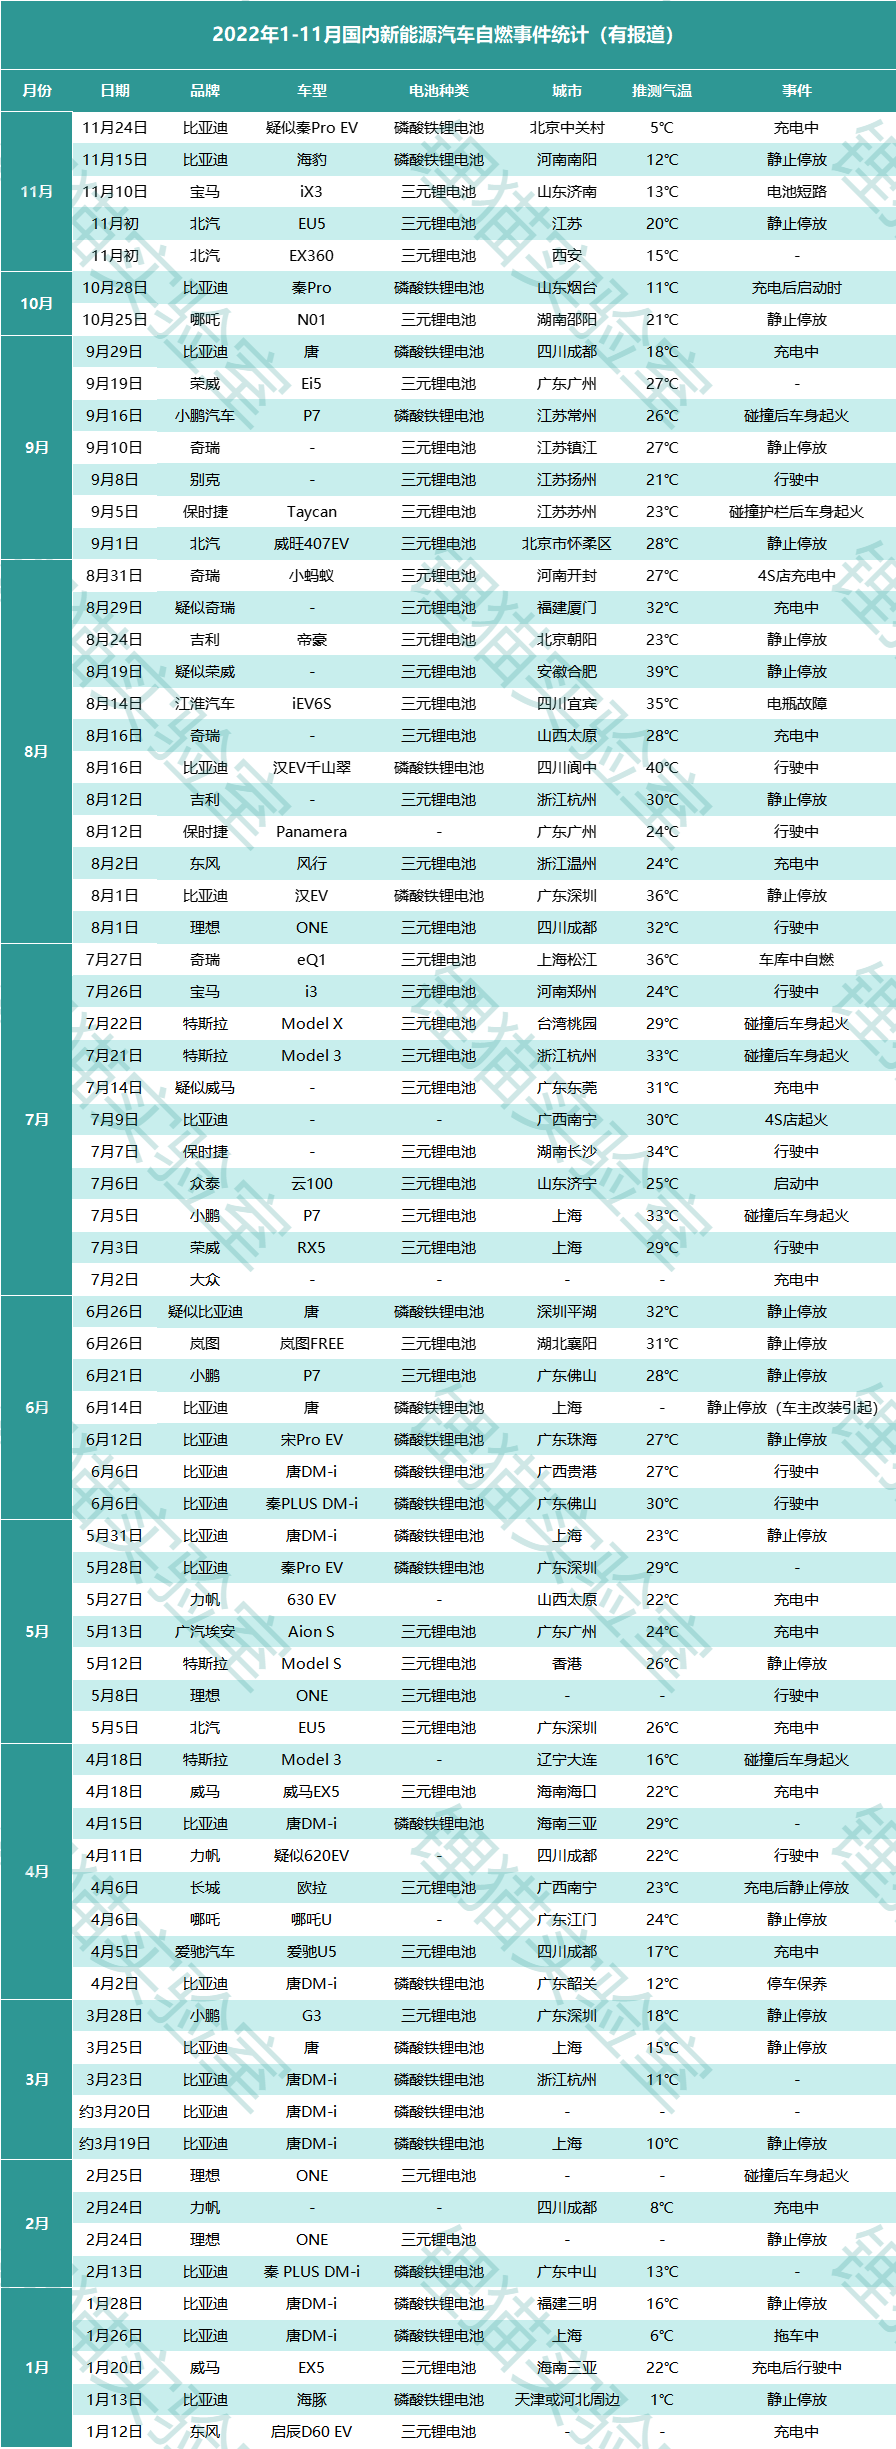 2022年1-11月国内新能源汽车自燃事件统计（有报道）
月份 日期 品牌 车型 电池种类 城市 推测气温 事件
11月
11月24日 比亚迪 疑似秦Pro EV 磷酸铁锂电池 北京中关村 5℃ 充电中
11月15日 比亚迪 海豹 磷酸铁锂电池 河南南阳 12℃ 静止停放
11月10日 宝马 iX3 三元锂电池 山东济南 13℃ 电池短路
11月初 北汽 EU5 三元锂电池 江苏 20℃ 静止停放
11月初 北汽 EX360 三元锂电池 西安 15℃ -
10月
10月28日 比亚迪 秦Pro 磷酸铁锂电池 山东烟台 11℃ 充电后启动时
10月25日 哪吒 N01 三元锂电池 湖南邵阳 21℃ 静止停放
9月
9月29日 比亚迪 唐 磷酸铁锂电池 四川成都 18℃ 充电中
9月19日 荣威 Ei5 三元锂电池 广东广州 27℃ -
9月16日 小鹏汽车 P7 磷酸铁锂电池 江苏常州 26℃ 碰撞后车身起火
9月10日 奇瑞 - 三元锂电池 江苏镇江 27℃ 静止停放
9月8日 别克 - 三元锂电池 江苏扬州 21℃ 行驶中
9月5日 保时捷 Taycan 三元锂电池 江苏苏州 23℃ 碰撞护栏后车身起火
9月1日 北汽 威旺407EV 三元锂电池 北京市怀柔区 28℃ 静止停放
8月
8月31日 奇瑞 小蚂蚁 三元锂电池 河南开封 27℃ 4S店充电中
8月29日 疑似奇瑞 - 三元锂电池 福建厦门 32℃ 充电中
8月24日 吉利 帝豪 三元锂电池 北京朝阳 23℃ 静止停放
8月19日 疑似荣威 - 三元锂电池 安徽合肥 39℃ 静止停放
8月14日 江淮汽车 iEV6S 三元锂电池 四川宜宾 35℃ 电瓶故障
8月16日 奇瑞 - 三元锂电池 山西太原 28℃ 充电中
8月16日 比亚迪 汉EV千山翠 磷酸铁锂电池 四川阆中 40℃ 行驶中
8月12日 吉利 - 三元锂电池 浙江杭州 30℃ 静止停放
8月12日 保时捷 Panamera - 广东广州 24℃ 行驶中
8月2日 东风 风行 三元锂电池 浙江温州 24℃ 充电中
8月1日 比亚迪 汉EV 磷酸铁锂电池 广东深圳 36℃ 静止停放
8月1日 理想 ONE 三元锂电池 四川成都 32℃ 行驶中
7月
7月27日 奇瑞 eQ1 三元锂电池 上海松江 36℃ 车库中自燃
7月26日 宝马 i3 三元锂电池 河南郑州 24℃ 行驶中
7月22日 特斯拉 Model X 三元锂电池 台湾桃园 29℃ 碰撞后车身起火
7月21日 特斯拉 Model 3 三元锂电池 浙江杭州 33℃ 碰撞后车身起火
7月14日 疑似威马 - 三元锂电池 广东东莞 31℃ 充电中
7月9日 比亚迪 - - 广西南宁 30℃ 4S店起火
7月7日 保时捷 - 三元锂电池 湖南长沙 34℃ 行驶中
7月6日 众泰 云100 三元锂电池 山东济宁 25℃ 启动中
7月5日 小鹏 P7 三元锂电池 上海 33℃ 碰撞后车身起火
7月3日 荣威 RX5 三元锂电池 上海 29℃ 行驶中
7月2日 大众 - - - - 充电中
6月
6月26日 疑似比亚迪 唐 磷酸铁锂电池 深圳平湖 32℃ 静止停放
6月26日 岚图 岚图FREE 三元锂电池 湖北襄阳 31℃ 静止停放
6月21日 小鹏 P7 三元锂电池 广东佛山 28℃ 静止停放
6月14日 比亚迪 唐 磷酸铁锂电池 上海 - 静止停放（车主改装引起）
6月12日 比亚迪 宋Pro EV 磷酸铁锂电池 广东珠海 27℃ 静止停放
6月6日 比亚迪 唐DM-i 磷酸铁锂电池 广西贵港 27℃ 行驶中
6月6日 比亚迪 秦PLUS DM-i 磷酸铁锂电池 广东佛山 30℃ 行驶中
5月
5月31日 比亚迪 唐DM-i 磷酸铁锂电池 上海 23℃ 静止停放
5月28日 比亚迪 秦Pro EV 磷酸铁锂电池 广东深圳 29℃ -
5月27日 力帆 630 EV - 山西太原 22℃ 充电中
5月13日 广汽埃安 Aion S 三元锂电池 广东广州 24℃ 充电中
5月12日 特斯拉 Model S 三元锂电池 香港 26℃ 静止停放
5月8日 理想 ONE 三元锂电池 - - 行驶中
5月5日 北汽 EU5 三元锂电池 广东深圳 26℃ 充电中
4月
4月18日 特斯拉 Model 3 - 辽宁大连 16℃ 碰撞后车身起火
4月18日 威马 威马EX5 三元锂电池 海南海口 22℃ 充电中
4月15日 比亚迪 唐DM-i 磷酸铁锂电池 海南三亚 29℃ -
4月11日 力帆 疑似620EV - 四川成都 22℃ 行驶中
4月6日 长城 欧拉 三元锂电池 广西南宁 23℃ 充电后静止停放
4月6日 哪吒 哪吒U - 广东江门 24℃ 静止停放
4月5日 爱驰汽车 爱驰U5 三元锂电池 四川成都 17℃ 充电中
4月2日 比亚迪 唐DM-i 磷酸铁锂电池 广东韶关 12℃ 停车保养
3月
3月28日 小鹏 G3 三元锂电池 广东深圳 18℃ 静止停放
3月25日 比亚迪 唐 磷酸铁锂电池 上海 15℃ 静止停放
3月23日 比亚迪 唐DM-i 磷酸铁锂电池 浙江杭州 11℃ -
约3月20日 比亚迪 唐DM-i 磷酸铁锂电池 - - -
约3月19日 比亚迪 唐DM-i 磷酸铁锂电池 上海 10℃ 静止停放
2月
2月25日 理想 ONE 三元锂电池 - - 碰撞后车身起火
2月24日 力帆 - - 四川成都 8℃ 充电中
2月24日 理想 ONE 三元锂电池 - - 静止停放
2月13日 比亚迪 秦 PLUS DM-i 磷酸铁锂电池 广东中山 13℃ -
1月
1月28日 比亚迪 唐DM-i 磷酸铁锂电池 福建三明 16℃ 静止停放
1月26日 比亚迪 唐DM-i 磷酸铁锂电池 上海 6℃ 拖车中
1月20日 威马 EX5 三元锂电池 海南三亚 22℃ 充电后行驶中
1月13日 比亚迪 海豚 磷酸铁锂电池 天津或河北周边 1℃ 静止停放
1月12日 东风 启辰D60 EV 三元锂电池 - - 充电中
锂猫实验室